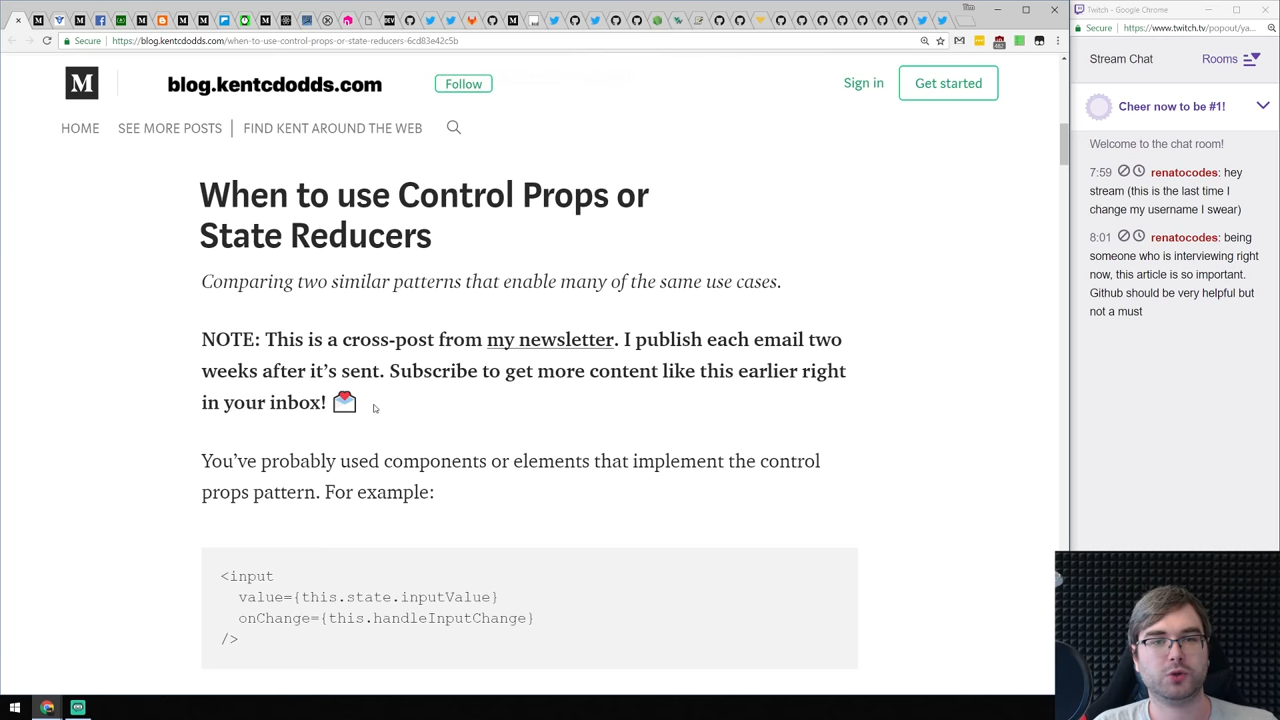 Tim
Secure
https://blog.kentcdodds.com/when-to-use-control-props-or-state-reducers-6cd83e42c5b
M
blog.kentcdodds.com
Follow
Sign in
Get started
HOME
SEE MORE POSTS
FIND KENT AROUND THE WEB
When to use Control Props or
State Reducers
Comparing two similar patterns that enable many of the same use cases.
NOTE: This is a cross-post from my newsletter. I publish each email two
weeks after it’s sent. Subscribe to get more content like this earlier right
in your inbox!
You’ve probably used components or elements that implement the control
props pattern. For example:
<input
value={this.state.inputValue}
onChange={this.handleInputChange}
/>
Twitch - Google Chrome
Secure
https://www.twitch.tv/popout/ya...
Stream Chat
Rooms
Cheer now to be #1!
Welcome to the chat room!
7:59 renatocodes: hey
stream (this is the last time I
change my username I swear)
8:01 renatocodes: being
someone who is interviewing right
now, this article is so important.
Github should be very helpful but
not a must